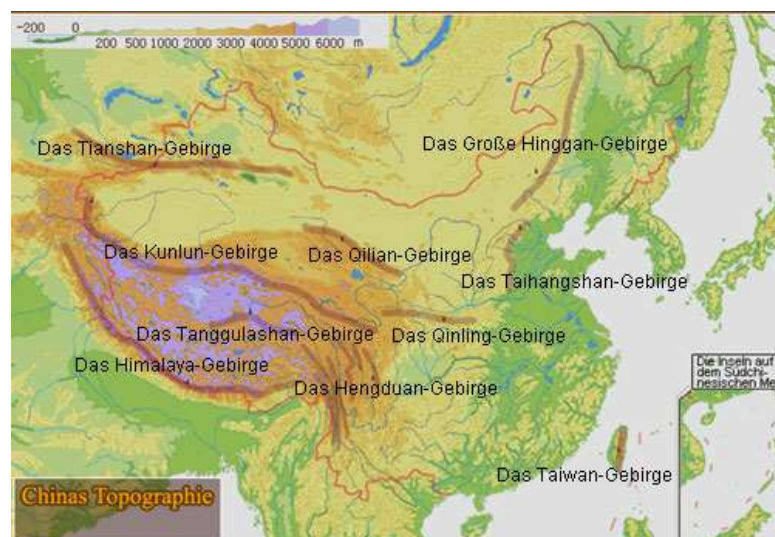 -200 0
200 500 1000 2000 3000 4000 5000 6000 m
Das Tianshan-Gebirge
Das Große Hinggan-Gebirge
Das Kunlun-Gebirge
Das Qilian-Gebirge
Das Taihangshan-Gebirge
Das Tanggulashan-Gebirge
Das Qinling-Gebirge
Das Himalaya-Gebirge
Das Hengduan-Gebirge
Die Inseln auf
dem Südchi-
nesischen Me
Das Taiwan-Gebirge
Chinas Topographie